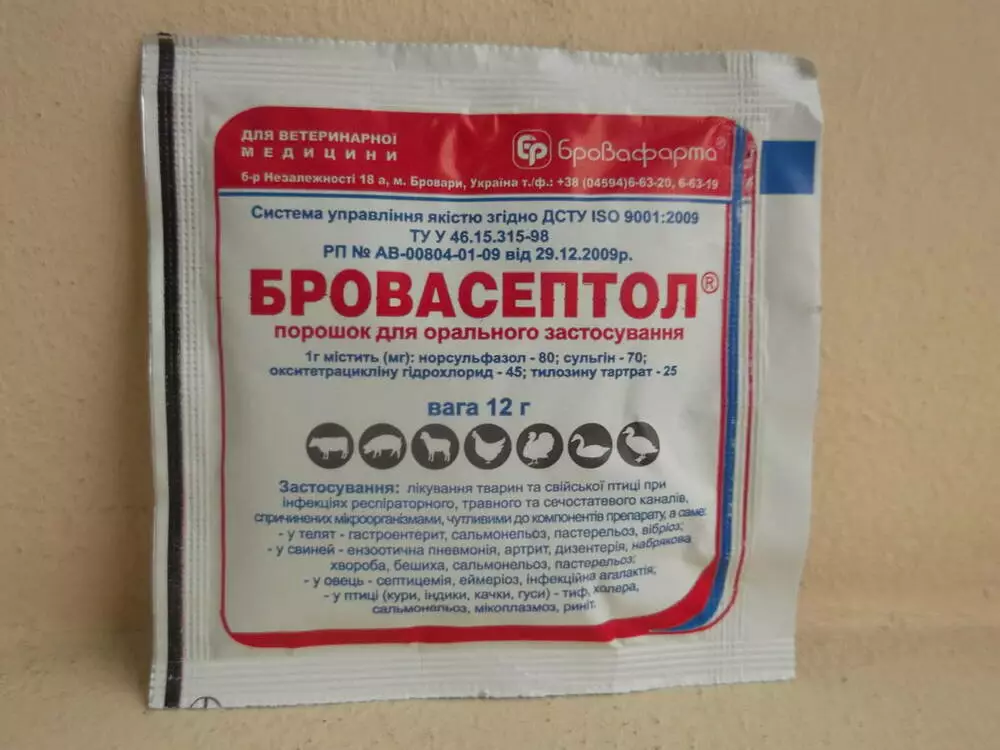 ДЛЯ ВЕТЕРИНАРНОЇ
МЕДИЦИНИ
БР БроВафарма®
б-р Незалежності 18 а, м. Бровари, Україна т./ф.: +38 (04594)6-63-20, 6-63-19
Система управління якістю згідно ДСТУ ISO 9001:2009
ТУ У 46.15.315-98
РП № АВ-00804-01-09 від 29.12.2009р.
БРОВАСЕПТОЛ®
порошок для орального застосування
1г містить (мг): норсульфазол - 80; сульгін - 70;
окситетрацикліну гідрохлорид - 45; тилозину тартрат - 25
вага 12 г
Застосування: лікування тварин та свійської птиці при
інфекціях респіраторного, травного та сечостатевого каналів,
спричинених мікроорганізмами, чутливими до компонентів препарату, а саме:
- у телят - гастроентерит, сальмонельоз, пастерельоз, вібріоз;
- у свиней - ензоотична пневмонія, артрит, дизентерія, набрякова
хвороба, бешиха, сальмонельоз, пастерельоз;
- у овець - септицемія, еймеріоз, інфекційна агалактія;
- у птиці (кури, індики, качки, гуси) - тиф, холера,
сальмонельоз, мікоплазмоз, риніт.